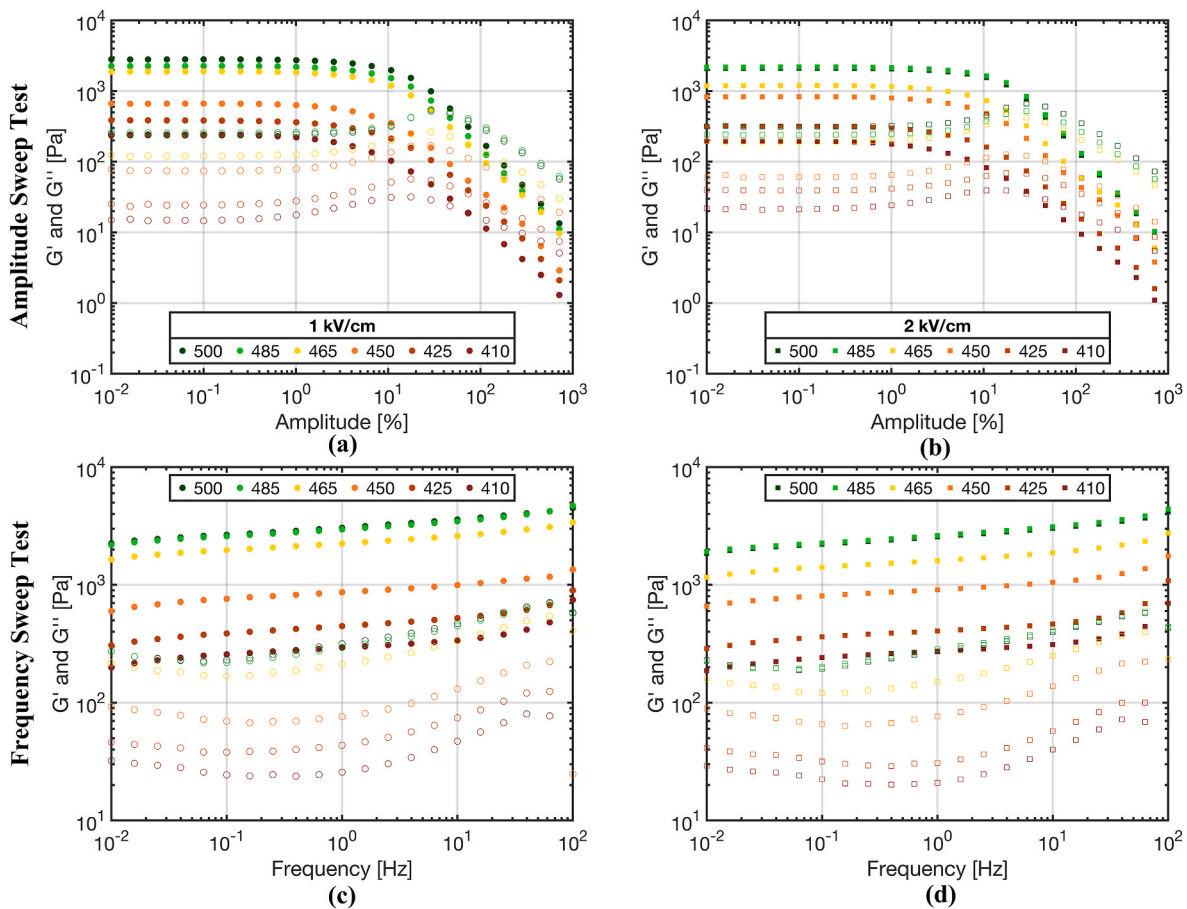 Amplitude Sweep Test
G' and G'' [Pa]
10^4
10^3
10^2
10^1
10^0
10^-1
1 kV/cm
500 485 465 450 425 410
10^-2 10^-1 10^0 10^1 10^2 10^3
Amplitude [%]
(a)
G' and G'' [Pa]
10^4
10^3
10^2
10^1
10^0
10^-1
2 kV/cm
500 485 465 450 425 410
10^-2 10^-1 10^0 10^1 10^2 10^3
Amplitude [%]
(b)
Frequency Sweep Test
G' and G'' [Pa]
10^4
10^3
10^2
10^1
500 485 465 450 425 410
10^-2 10^-1 10^0 10^1 10^2
Frequency [Hz]
(c)
G' and G'' [Pa]
10^4
10^3
10^2
10^1
500 485 465 450 425 410
10^-2 10^-1 10^0 10^1 10^2
Frequency [Hz]
(d)